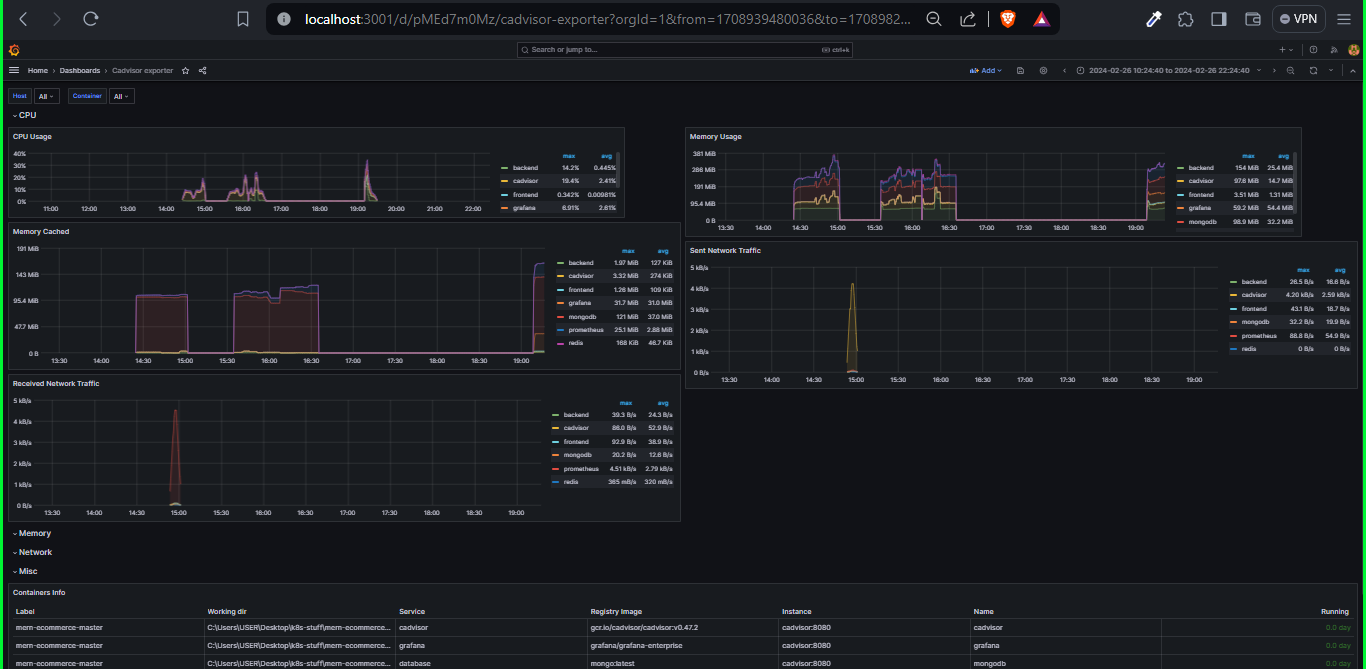 localhost:3001/d/pMEd7m0Mz/cadvisor-exporter?orgId=1&from=1708939480036&to=1708982...
VPN
Search or jump to...
ctrl+k
Home › Dashboards › Cadvisor exporter
Add
2024-02-26 10:24:40 to 2024-02-26 22:24:40
Host All Container All
CPU
CPU Usage
40%
30%
20%
10%
0%
11:00 12:00 13:00 14:00 15:00 16:00 17:00 18:00 19:00 20:00 21:00 22:00
max avg
backend 14.2% 0.445%
cadvisor 19.4% 2.41%
frontend 0.342% 0.00981%
grafana 6.91% 2.61%
Memory Usage
381 MiB
286 MiB
191 MiB
95.4 MiB
0 B
13:30 14:00 14:30 15:00 15:30 16:00 16:30 17:00 17:30 18:00 18:30 19:00
max avg
backend 154 MiB 25.4 MiB
cadvisor 97.6 MiB 14.7 MiB
frontend 3.51 MiB 1.31 MiB
grafana 59.2 MiB 54.4 MiB
mongodb 98.9 MiB 32.2 MiB
Memory Cached
191 MiB
143 MiB
95.4 MiB
47.7 MiB
0 B
13:30 14:00 14:30 15:00 15:30 16:00 16:30 17:00 17:30 18:00 18:30 19:00
max avg
backend 1.97 MiB 127 KiB
cadvisor 3.32 MiB 274 KiB
frontend 1.26 MiB 109 KiB
grafana 31.7 MiB 31.0 MiB
mongodb 121 MiB 37.0 MiB
prometheus 25.1 MiB 2.88 MiB
redis 168 KiB 46.7 KiB
Sent Network Traffic
5 kB/s
4 kB/s
3 kB/s
2 kB/s
1 kB/s
0 B/s
13:30 14:00 14:30 15:00 15:30 16:00 16:30 17:00 17:30 18:00 18:30 19:00
max avg
backend 26.5 B/s 16.6 B/s
cadvisor 4.20 kB/s 2.59 kB/s
frontend 43.1 B/s 18.7 B/s
mongodb 32.2 B/s 19.9 B/s
prometheus 88.8 B/s 54.9 B/s
redis 0 B/s 0 B/s
Received Network Traffic
5 kB/s
4 kB/s
3 kB/s
2 kB/s
1 kB/s
0 B/s
13:30 14:00 14:30 15:00 15:30 16:00 16:30 17:00 17:30 18:00 18:30 19:00
max avg
backend 39.3 B/s 24.3 B/s
cadvisor 86.0 B/s 52.9 B/s
frontend 92.9 B/s 38.9 B/s
mongodb 20.2 B/s 12.6 B/s
prometheus 4.51 kB/s 2.79 kB/s
redis 365 mB/s 320 mB/s
Memory
Network
Misc
Containers Info
Label Working dir Service Registry Image Instance Name Running
mern-ecommerce-master C:\Users\USER\Desktop\k8s-stuff\mern-ecommerce... cadvisor gcr.io/cadvisor/cadvisor:v0.47.2 cadvisor:8080 cadvisor 0.0 day
mern-ecommerce-master C:\Users\USER\Desktop\k8s-stuff\mern-ecommerce... grafana grafana/grafana-enterprise cadvisor:8080 grafana 0.0 day
mern-ecommerce-master C:\Users\USER\Desktop\k8s-stuff\mern-ecommerce... database mongo:latest cadvisor:8080 mongodb 0.0 day